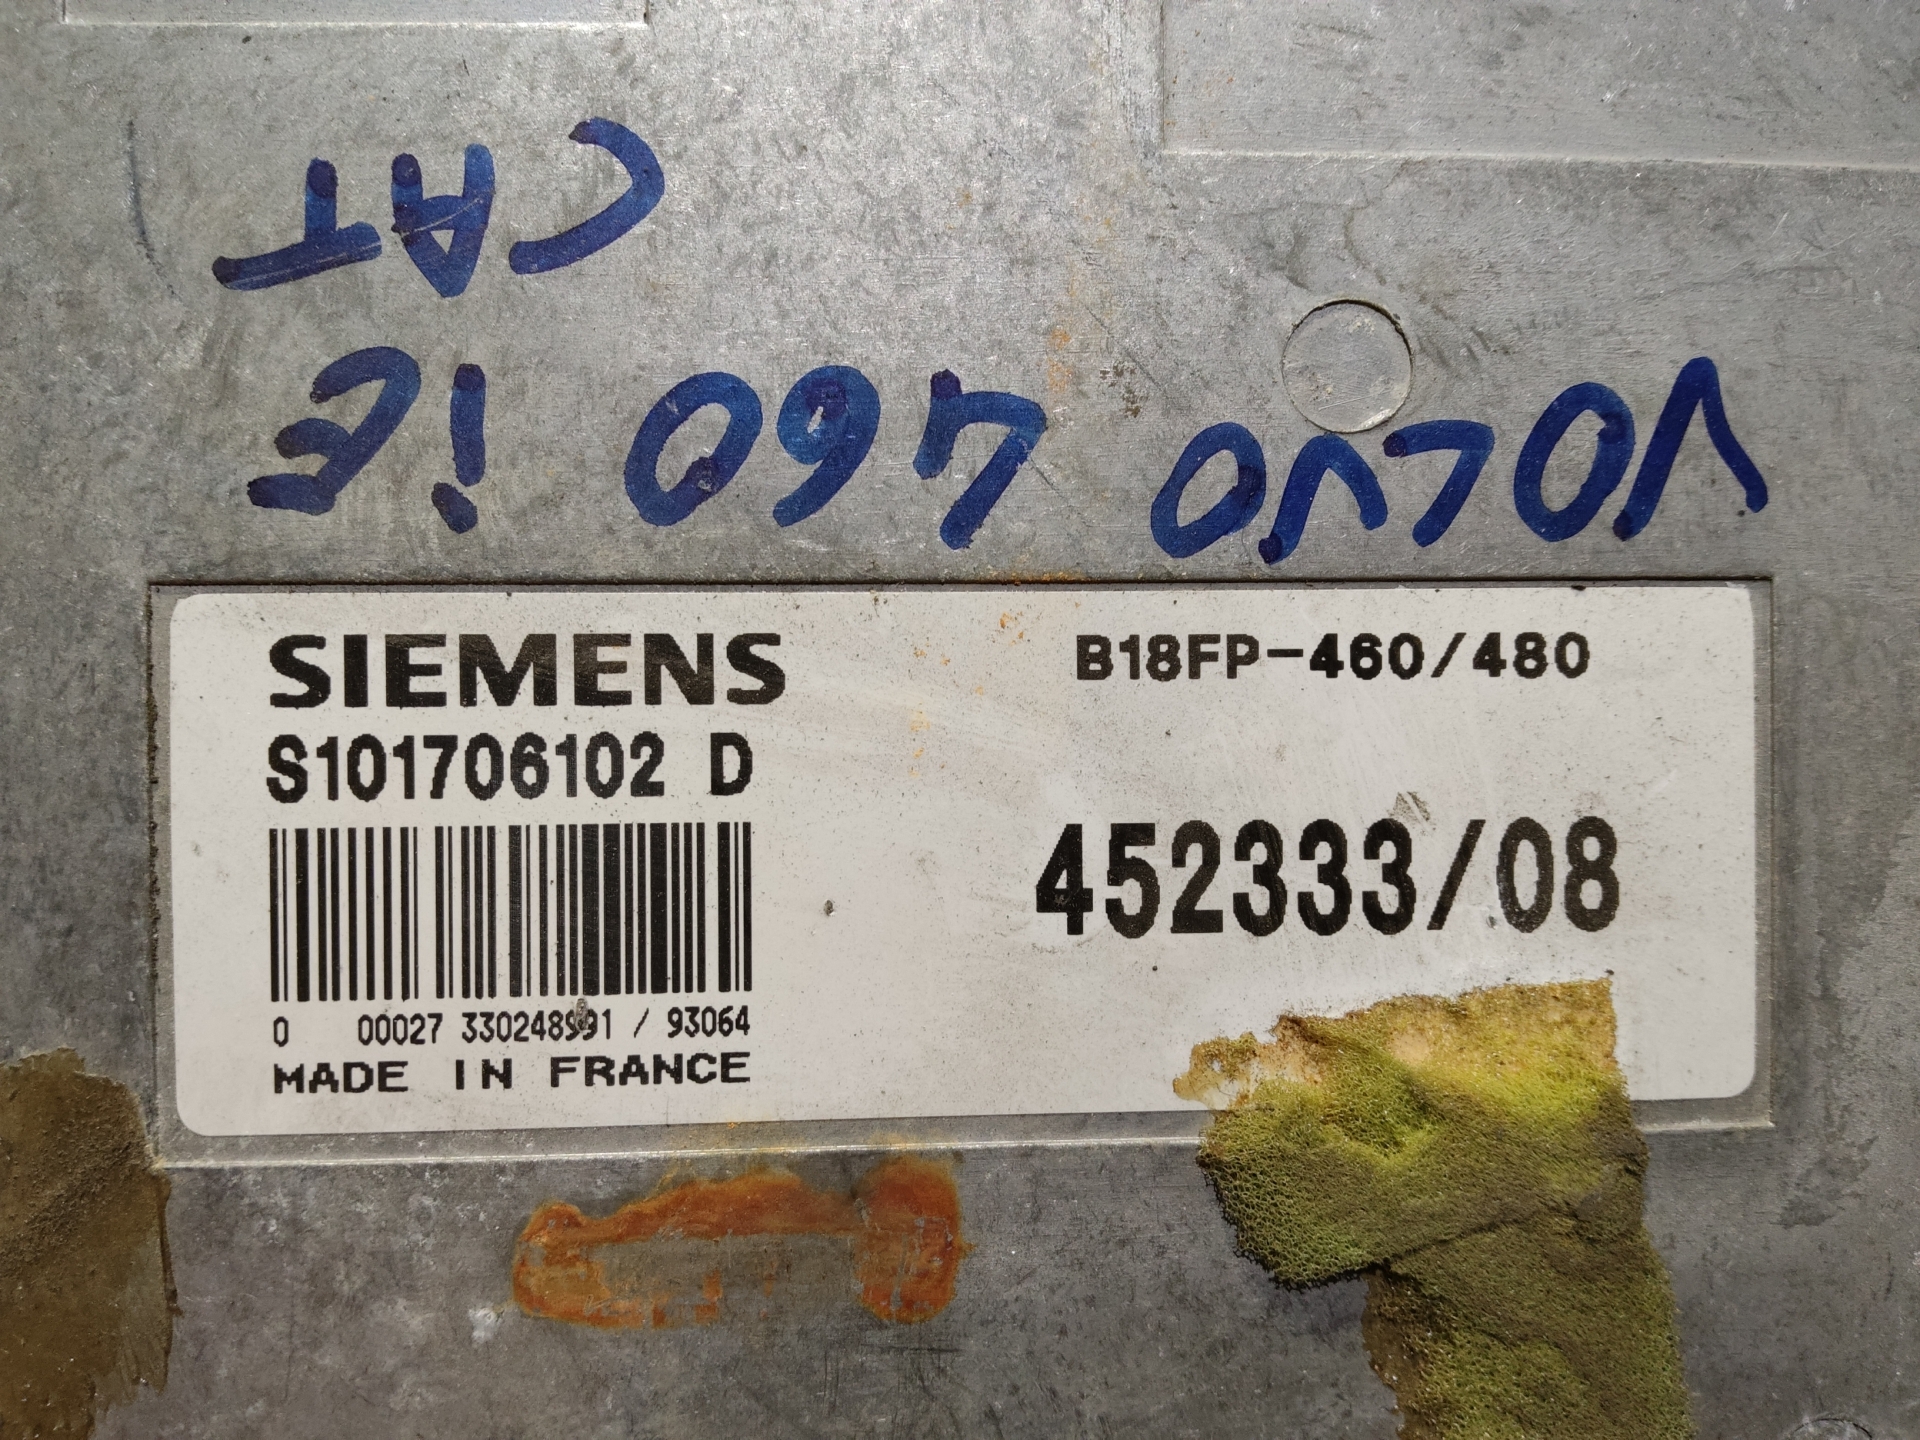 VOLVO 460 iE
CAT
SIEMENS
B18FP-460/480
S101706102 D
452333/08
0 00027 330248991 / 93064
MADE IN FRANCE